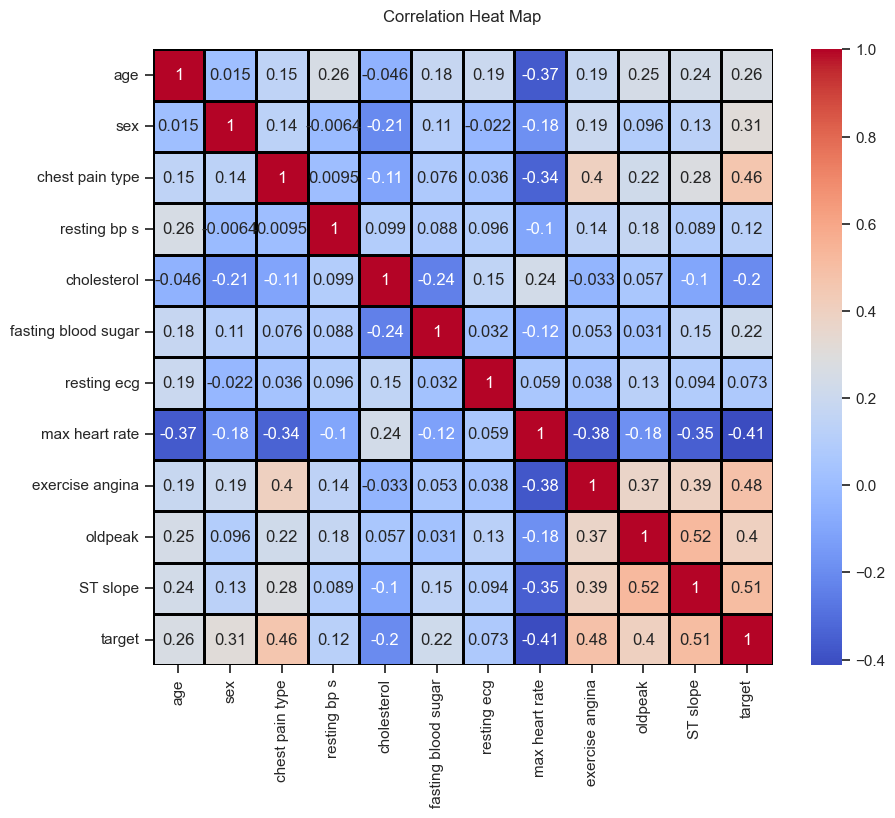 Correlation Heat Map
age 1 0.015 0.15 0.26 -0.046 0.18 0.19 -0.37 0.19 0.25 0.24 0.26
sex 0.015 1 0.14 -0.0064 -0.21 0.11 -0.022 -0.18 0.19 0.096 0.13 0.31
chest pain type 0.15 0.14 1 0.0095 -0.11 0.076 0.036 -0.34 0.4 0.22 0.28 0.46
resting bp s 0.26 -0.0064 0.0095 1 0.099 0.088 0.096 -0.1 0.14 0.18 0.089 0.12
cholesterol -0.046 -0.21 -0.11 0.099 1 -0.24 0.15 0.24 -0.033 0.057 -0.1 -0.2
fasting blood sugar 0.18 0.11 0.076 0.088 -0.24 1 0.032 -0.12 0.053 0.031 0.15 0.22
resting ecg 0.19 -0.022 0.036 0.096 0.15 0.032 1 0.059 0.038 0.13 0.094 0.073
max heart rate -0.37 -0.18 -0.34 -0.1 0.24 -0.12 0.059 1 -0.38 -0.18 -0.35 -0.41
exercise angina 0.19 0.19 0.4 0.14 -0.033 0.053 0.038 -0.38 1 0.37 0.39 0.48
oldpeak 0.25 0.096 0.22 0.18 0.057 0.031 0.13 -0.18 0.37 1 0.52 0.4
ST slope 0.24 0.13 0.28 0.089 -0.1 0.15 0.094 -0.35 0.39 0.52 1 0.51
target 0.26 0.31 0.46 0.12 -0.2 0.22 0.073 -0.41 0.48 0.4 0.51 1
age
sex
chest pain type
resting bp s
cholesterol
fasting blood sugar
resting ecg
max heart rate
exercise angina
oldpeak
ST slope
target
1.0
0.8
0.6
0.4
0.2
0.0
−0.2
−0.4